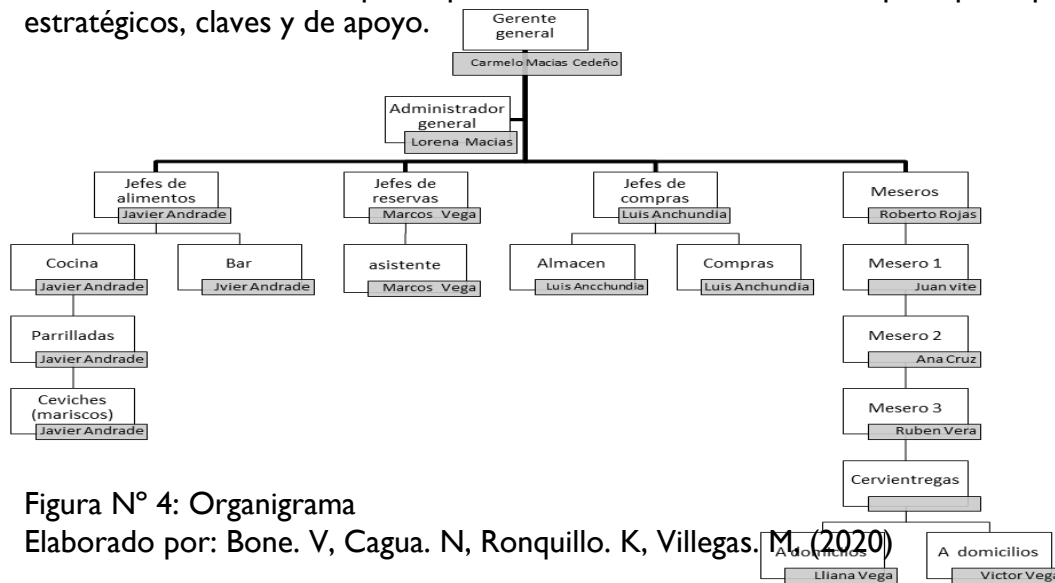 estratégicos, claves y de apoyo.
Gerente
general
Carmelo Macias Cedeño
Administrador
general
Lorena Macias
Jefes de
alimentos
Javier Andrade
Jefes de
reservas
Marcos Vega
Jefes de
compras
Luis Anchundia
Meseros
Roberto Rojas
Cocina
Javier Andrade
Bar
Jvier Andrade
asistente
Marcos Vega
Almacen
Luis Ancchundia
Compras
Luis Anchundia
Mesero 1
Juan vite
Parrilladas
Javier Andrade
Mesero 2
Ana Cruz
Ceviches
(mariscos)
Javier Andrade
Mesero 3
Ruben Vera
Cervientregas
Figura Nº 4: Organigrama
Elaborado por: Bone. V, Cagua. N, Ronquillo. K, Villegas. M, (2020)
A domicilios
Lliana Vega
A domicilios
Victor Vega